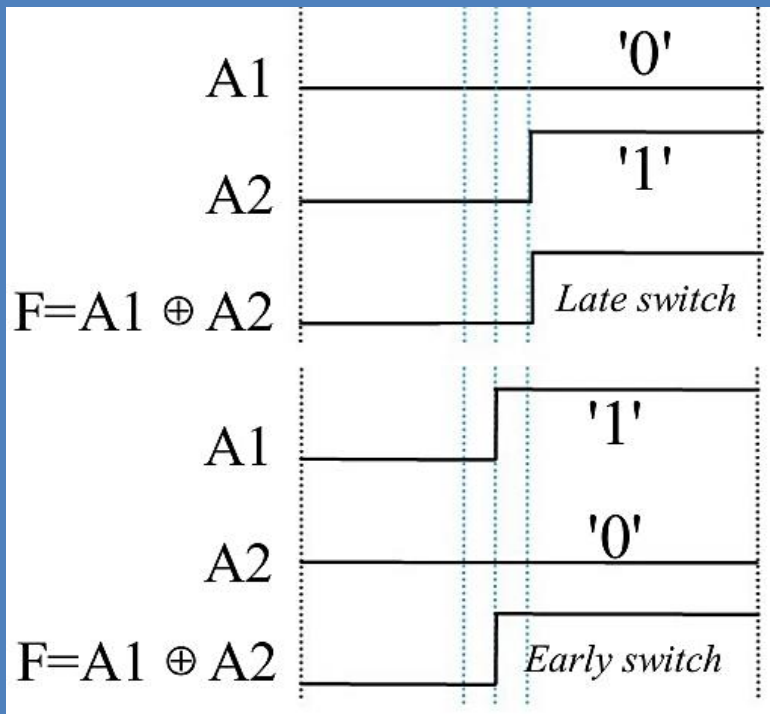 '0'
A1
A2
'1'
F=A1 ⊕ A2
Late switch
A1
'1'
A2
'0'
F=A1 ⊕ A2
Early switch